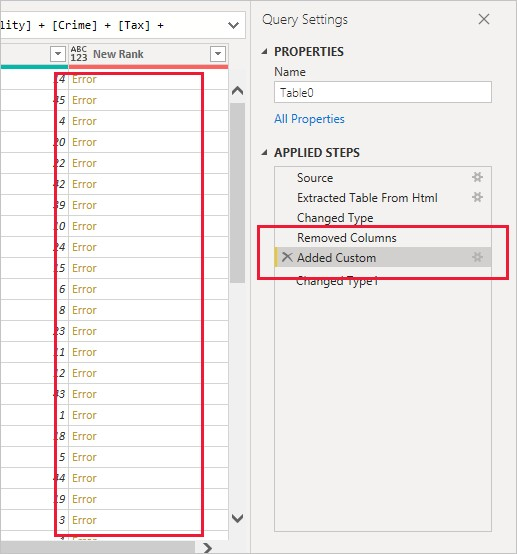 lity] + [Crime] + [Tax] +
ABC
123 New Rank
14 Error
45 Error
4 Error
20 Error
22 Error
42 Error
39 Error
10 Error
24 Error
15 Error
6 Error
8 Error
23 Error
11 Error
12 Error
43 Error
1 Error
18 Error
5 Error
44 Error
19 Error
3 Error
Error
Query Settings
PROPERTIES
Name
Table0
All Properties
APPLIED STEPS
Source
Extracted Table From Html
Changed Type
Removed Columns
Added Custom
Changed Type1